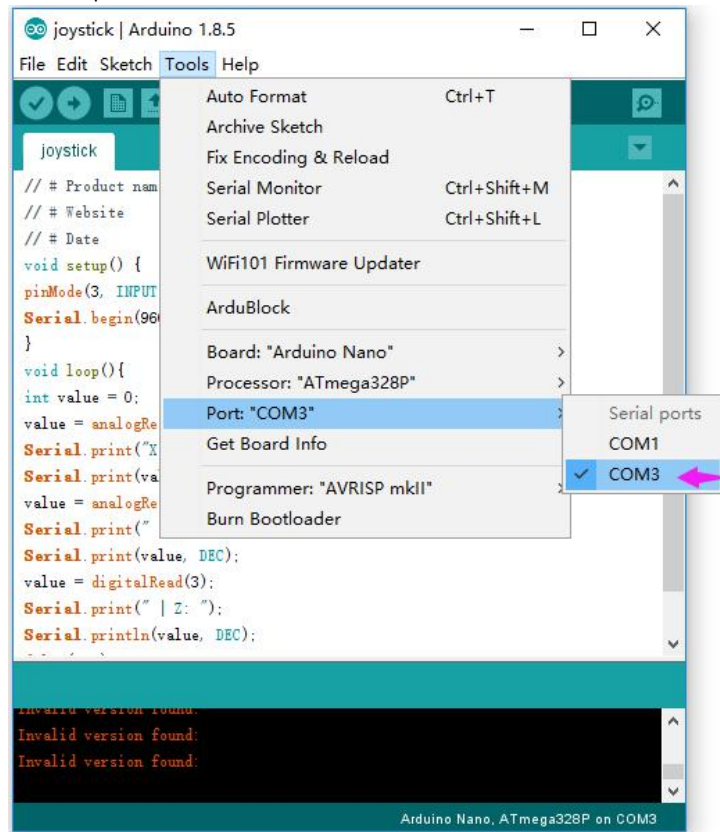 joystick | Arduino 1.8.5
File Edit Sketch Tools Help
joystick
Auto Format Ctrl+T
Archive Sketch
Fix Encoding & Reload
Serial Monitor Ctrl+Shift+M
Serial Plotter Ctrl+Shift+L
WiFi101 Firmware Updater
ArduBlock
Board: "Arduino Nano"
Processor: "ATmega328P"
Port: "COM3"
Get Board Info
Programmer: "AVRISP mkII"
Burn Bootloader
Serial ports
COM1
COM3
// # Product nam
// # Website
// # Date
void setup() {
pinMode(3, INPUT
Serial.begin(960
}
void loop(){
int value = 0;
value = analogRe
Serial.print("X
Serial.print(va
value = analogRe
Serial.print("
Serial.print(value, DEC);
value = digitalRead(3);
Serial.print(" | Z: ");
Serial.println(value, DEC);
Invalid version found:
Invalid version found:
Invalid version found:
Arduino Nano, ATmega328P on COM3